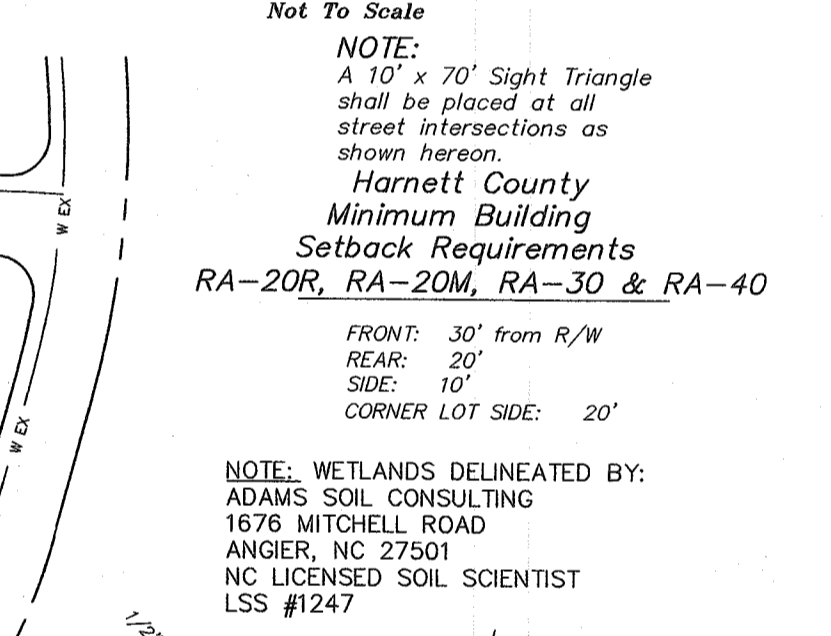 Not To Scale
NOTE:
A 10' x 70' Sight Triangle
shall be placed at all
street intersections as
shown hereon.
Harnett County
Minimum Building
Setback Requirements
RA-20R, RA-20M, RA-30 & RA-40
FRONT: 30' from R/W
REAR: 20'
SIDE: 10'
CORNER LOT SIDE: 20'
NOTE: WETLANDS DELINEATED BY:
ADAMS SOIL CONSULTING
1676 MITCHELL ROAD
ANGIER, NC 27501
NC LICENSED SOIL SCIENTIST
LSS #1247
W EX
W EX